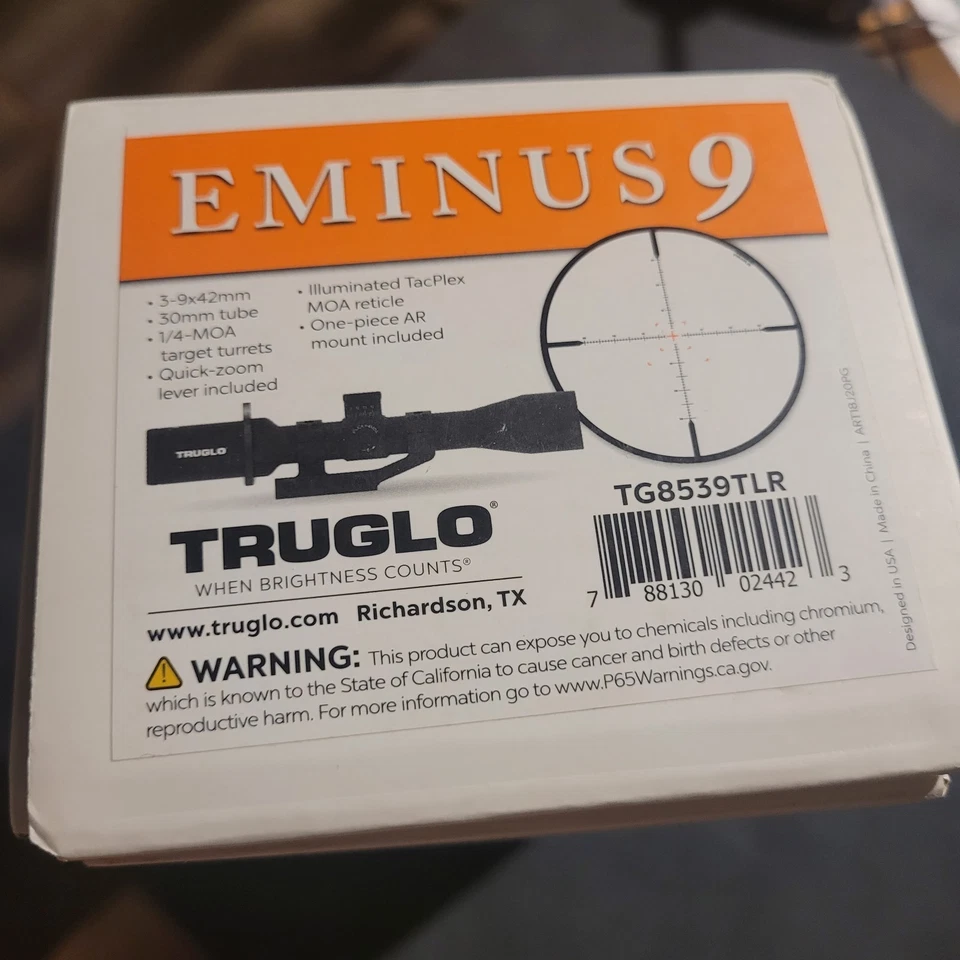 EMINUS 9
• 3-9x42mm
• 30mm tube
• 1/4-MOA
target turrets
• Quick-zoom
lever included
• Illuminated TacPlex
MOA reticle
• One-piece AR
mount included
TRUGLO
TRUGLO®
WHEN BRIGHTNESS COUNTS®
www.truglo.com Richardson, TX
TG8539TLR
7 88130 02442 3
WARNING: This product can expose you to chemicals including chromium,
which is known to the State of California to cause cancer and birth defects or other
reproductive harm. For more information go to www.P65Warnings.ca.gov.
Designed in USA | Made in China | ART18J20PG